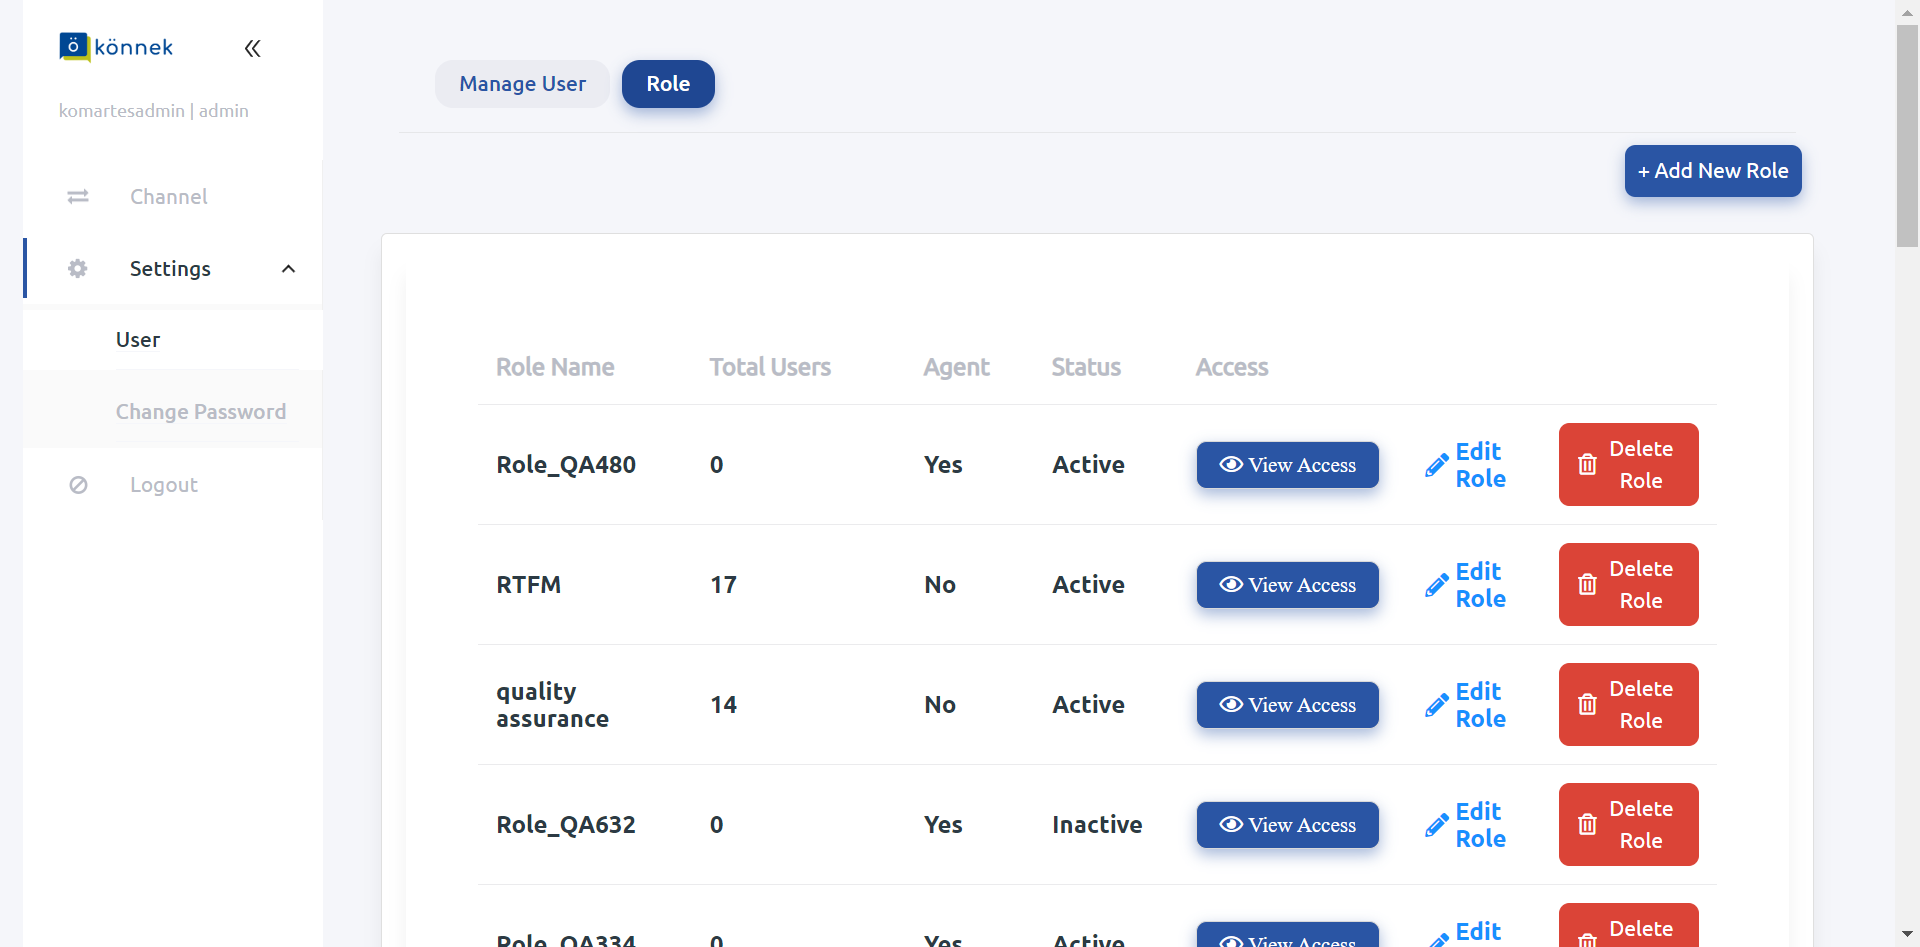 könnek
komartesadmin | admin
Channel
Settings
User
Change Password
Logout
Manage User
Role
+ Add New Role
Role Name Total Users Agent Status Access
Role_QA480 0 Yes Active View Access Edit Role Delete Role
RTFM 17 No Active View Access Edit Role Delete Role
quality assurance 14 No Active View Access Edit Role Delete Role
Role_QA632 0 Yes Inactive View Access Edit Role Delete Role
Role_QA334 0 Yes Active View Access Edit Delete